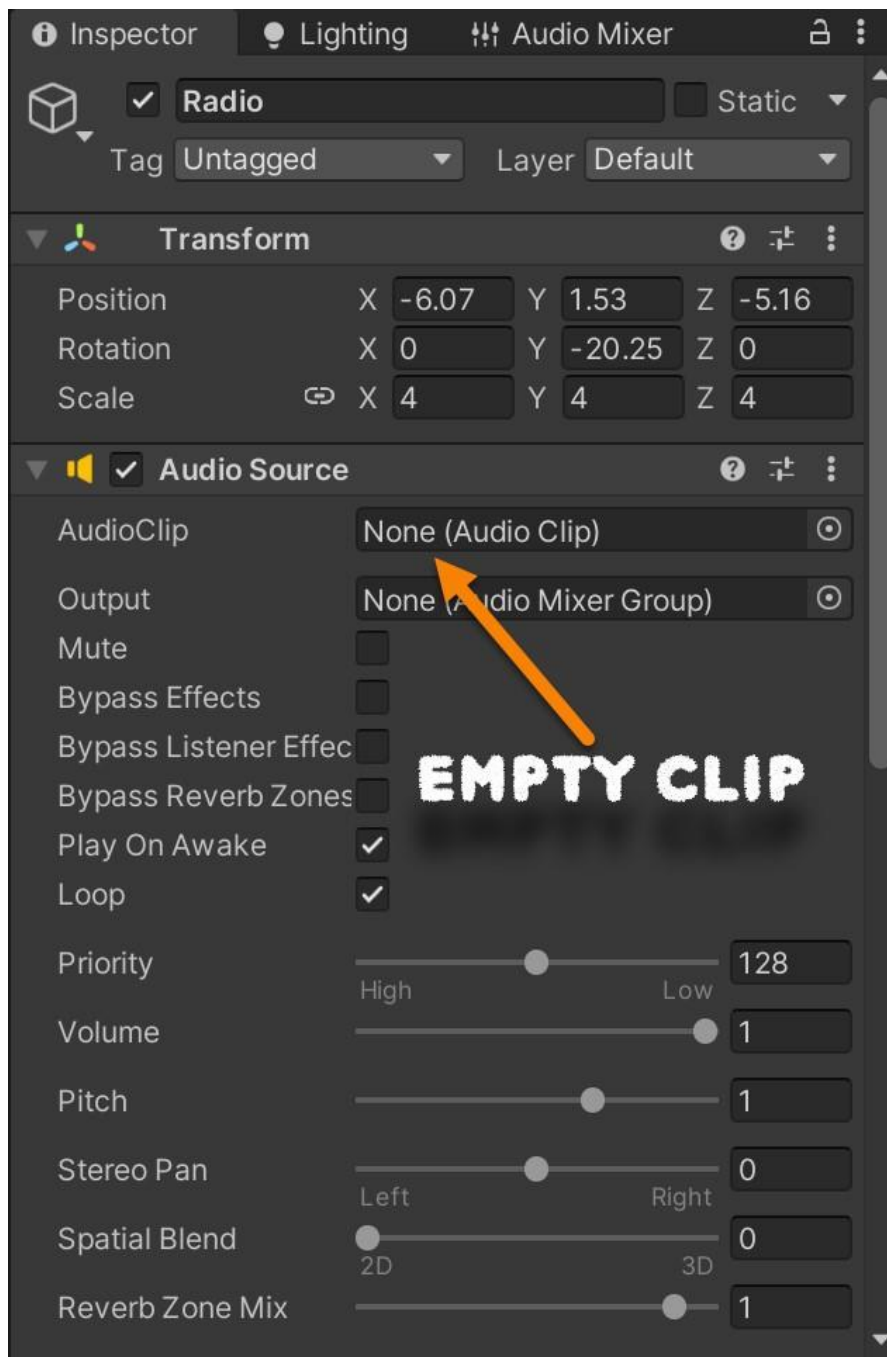 Inspector Lighting Audio Mixer
Radio Static
Tag Untagged Layer Default
Transform
Position X -6.07 Y 1.53 Z -5.16
Rotation X 0 Y -20.25 Z 0
Scale X 4 Y 4 Z 4
Audio Source
AudioClip None (Audio Clip)
Output None (Audio Mixer Group)
Mute
Bypass Effects
Bypass Listener Effec
Bypass Reverb Zones
EMPTY CLIP
Play On Awake
Loop
Priority 128
High Low
Volume 1
Pitch 1
Stereo Pan 0
Left Right
Spatial Blend 0
2D 3D
Reverb Zone Mix 1